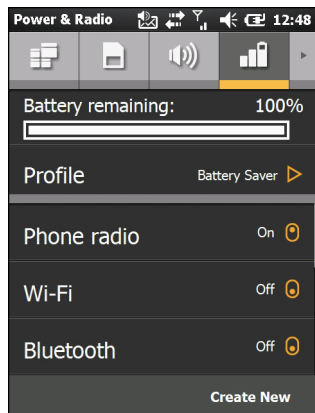 Power & Radio 12:48
Battery remaining: 100%
Profile Battery Saver
Phone radio On
Wi-Fi Off
Bluetooth Off
Create New